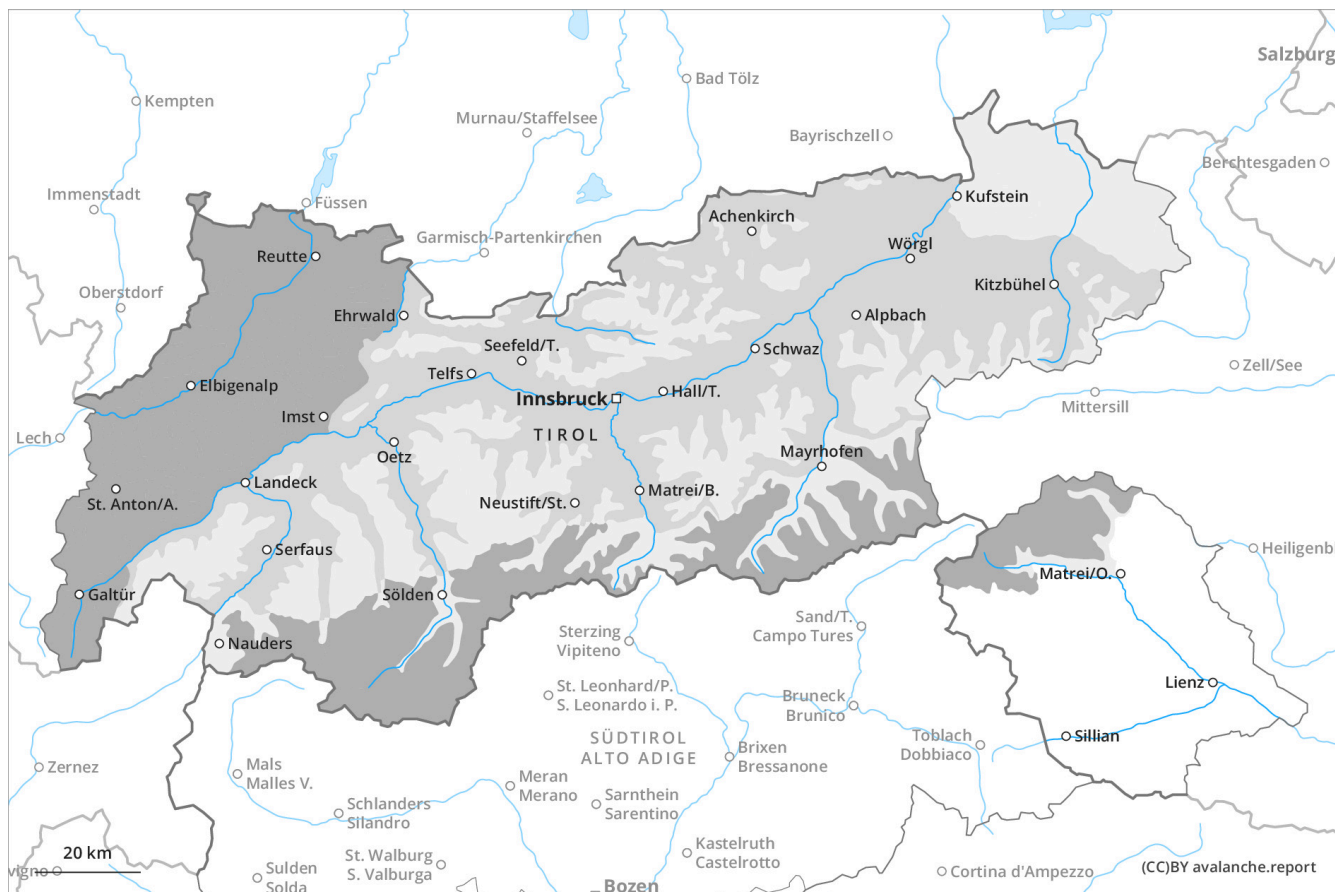 Salzburg
Bad Tölz
Kempten
Murnau/Staffelsee
Bayrischzell
Berchtesgaden
Immenstadt
Füssen
Kufstein
Achenkirch
Garmisch-Partenkirchen
Wörgl
Reutte
Kitzbühel
Oberstdorf
Ehrwald
Alpbach
Seefeld/T.
Schwaz
Zell/See
Telfs
Elbigenalp
Innsbruck
Hall/T.
Mittersill
Imst
TIROL
Lech
Oetz
Mayrhofen
Landeck
Matrei/B.
St. Anton/A.
Neustift/St.
Serfaus
Heiligenb
Matrei/O.
Galtür
Sölden
Sand/T.
Campo Tures
Sterzing
Vipiteno
Nauders
Lienz
St. Leonhard/P.
S. Leonardo i. P.
Bruneck
Brunico
SÜDTIROL
ALTO ADIGE
Sillian
Toblach
Dobbiaco
Brixen
Bressanone
Zernez
Mals
Malles V.
Meran
Merano
Sarnthein
Sarentino
Schlanders
Silandro
Kastelruth
Castelrotto
20 km
St. Walburg
S. Valburga
vigno
Sulden
Solda
Cortina d'Ampezzo
(CC)BY avalanche.report
Bozen